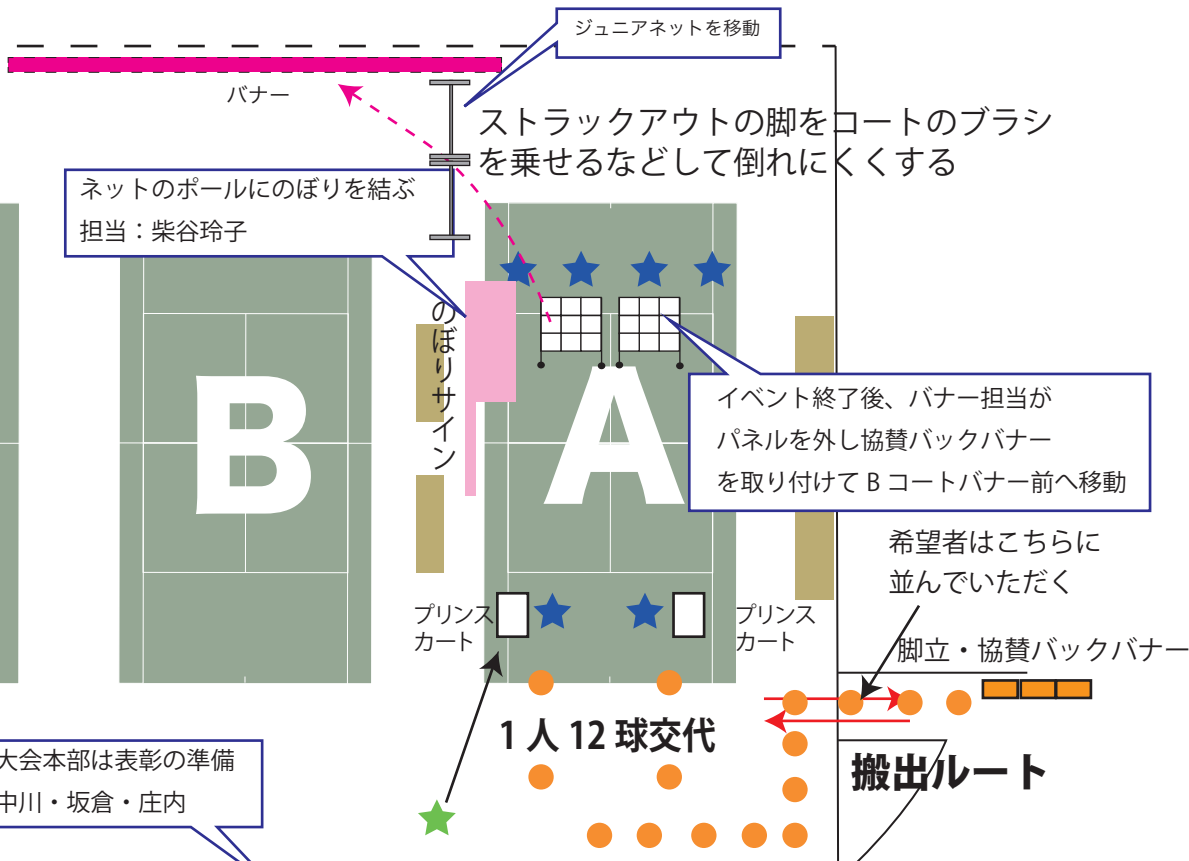 ジュニアネットを移動
バナー
ストラックアウトの脚をコートのブラシ
を乗せるなどして倒れにくくする
ネットのポールにのぼりを結ぶ
担当：柴谷玲子
のぼりサイン
B
A
イベント終了後、バナー担当が
パネルを外し協賛バックバナー
を取り付けて B コートバナー前へ移動
希望者はこちらに
並んでいただく
プリンス
カート
プリンス
カート
脚立・協賛バックバナー
1 人 12 球交代
搬出ルート
大会本部は表彰の準備
中川・坂倉・庄内